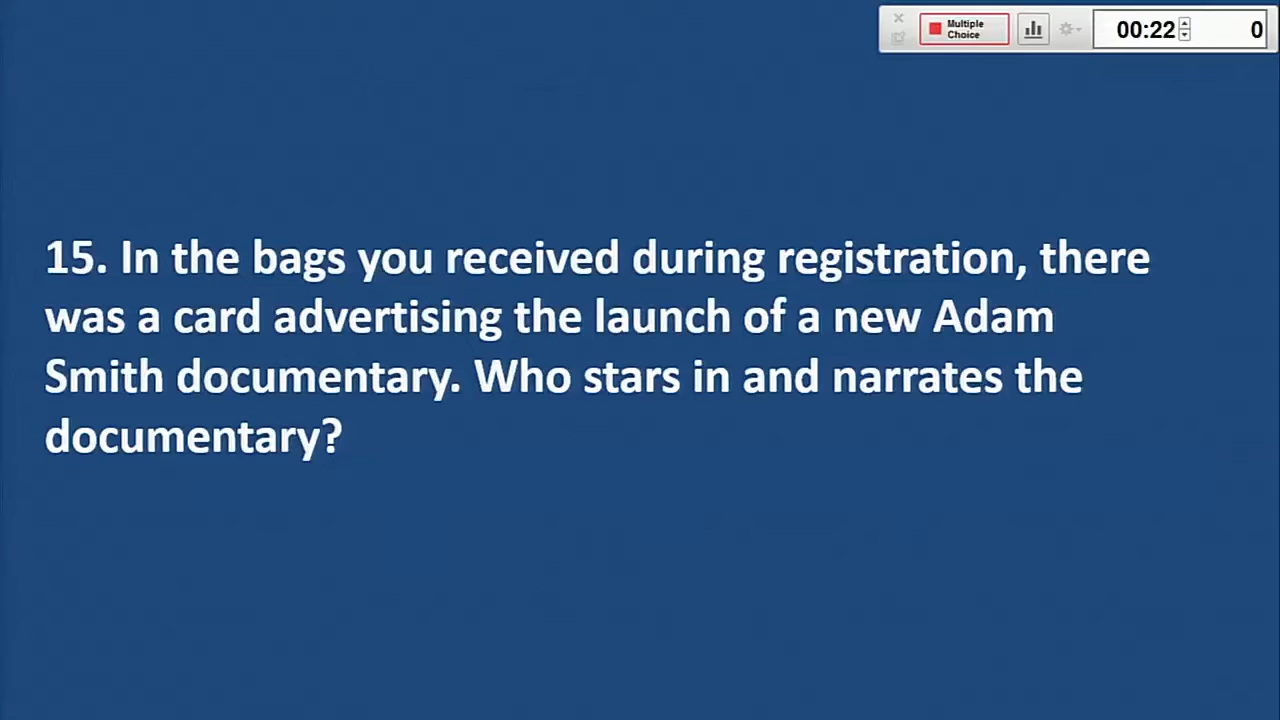 Multiple
Choice
00:22
0
15. In the bags you received during registration, there
was a card advertising the launch of a new Adam
Smith documentary. Who stars in and narrates the
documentary?